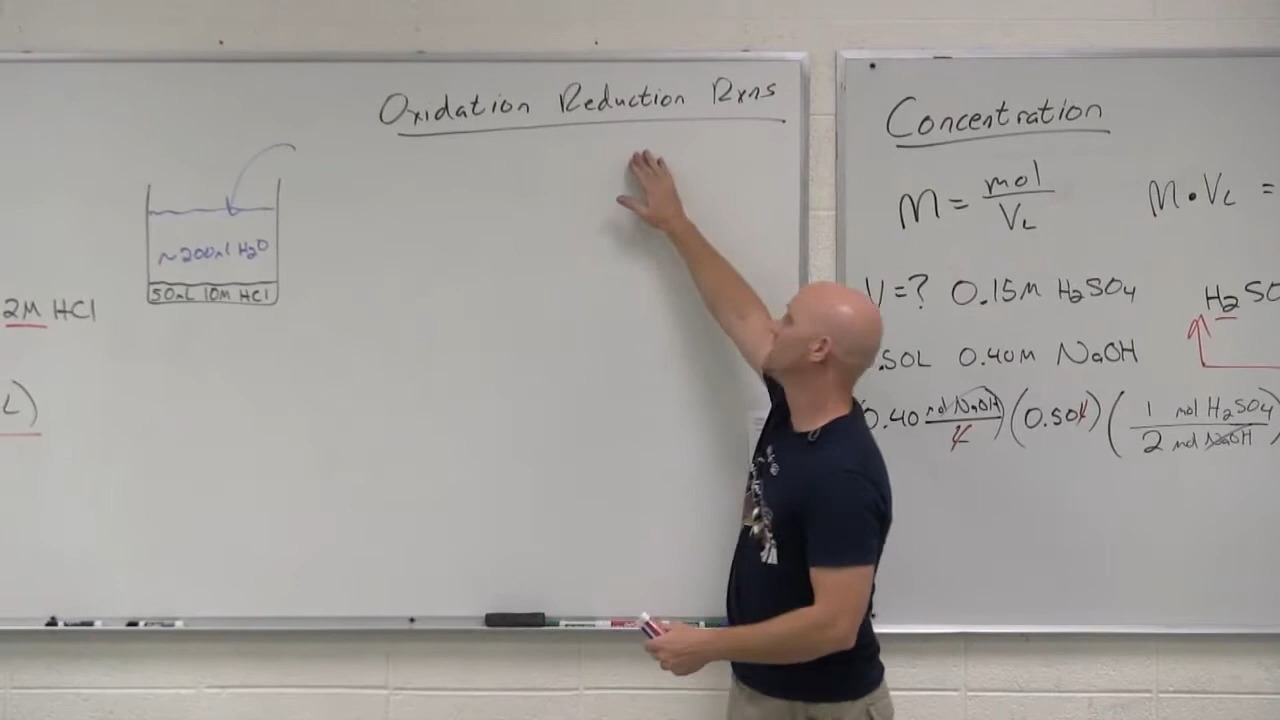 Oxidation Reduction Rxns
~200ml H2O
50mL 10M HCl
2M HCl
L)
Concentration
M = mol / VL
M • VL =
V = ? 0.15M H2SO4
.50L 0.40M NaOH
H2SO
0.40 mol NaOH / L) (0.50L) ( 1 mol H2SO4 / 2 mol NaOH